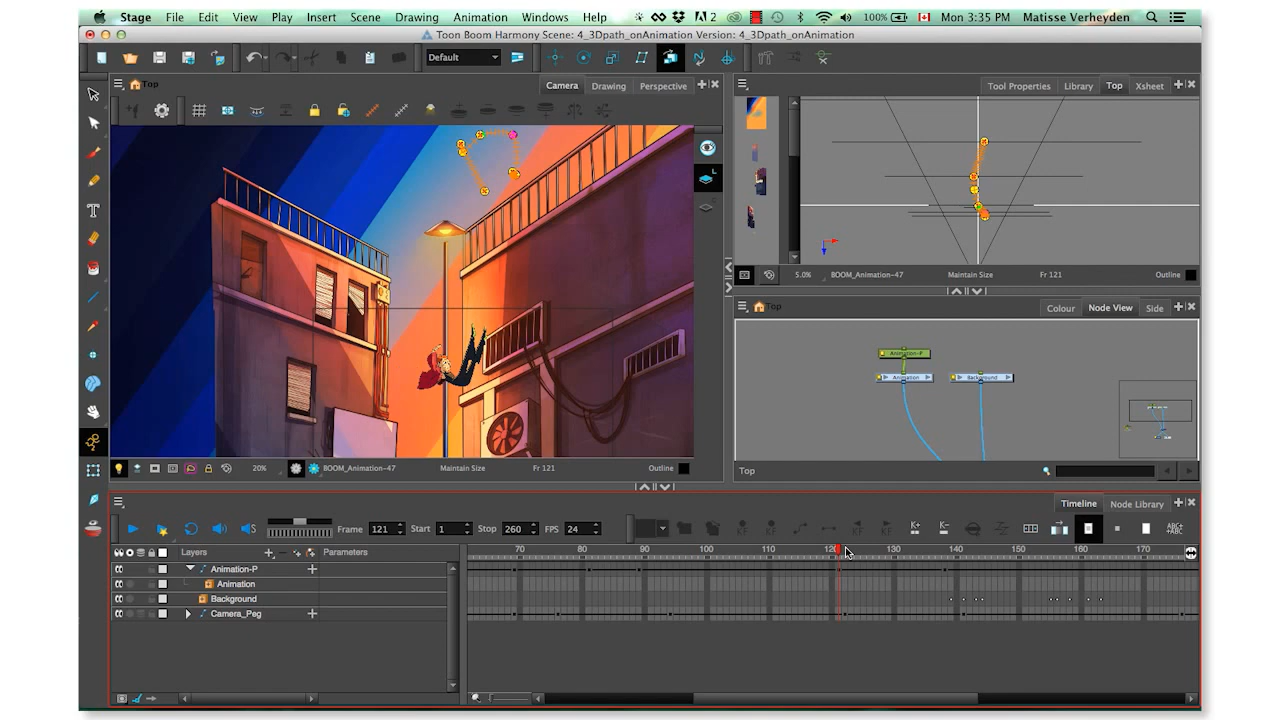 Stage File Edit View Play Insert Scene Drawing Animation Windows Help 2 100% Mon 3:35 PM Matisse Verheyden
Toon Boom Harmony Scene: 4_3Dpath_onAnimation Version: 4_3Dpath_onAnimation
Default
Top Camera Drawing Perspective
Tool Properties Library Top Xsheet
5.0% BOOM_Animation-47 Maintain Size Fr 121 Outline
Top Colour Node View Side
Animation-P
Animation Background
20% BOOM_Animation-47 Maintain Size Fr 121 Outline
Top
Timeline Node Library
Frame 121 Start 1 Stop 260 FPS 24
Layers Parameters 70 80 90 100 110 120 130 140 150 160 170
Animation-P
Animation
Background
Camera_Peg